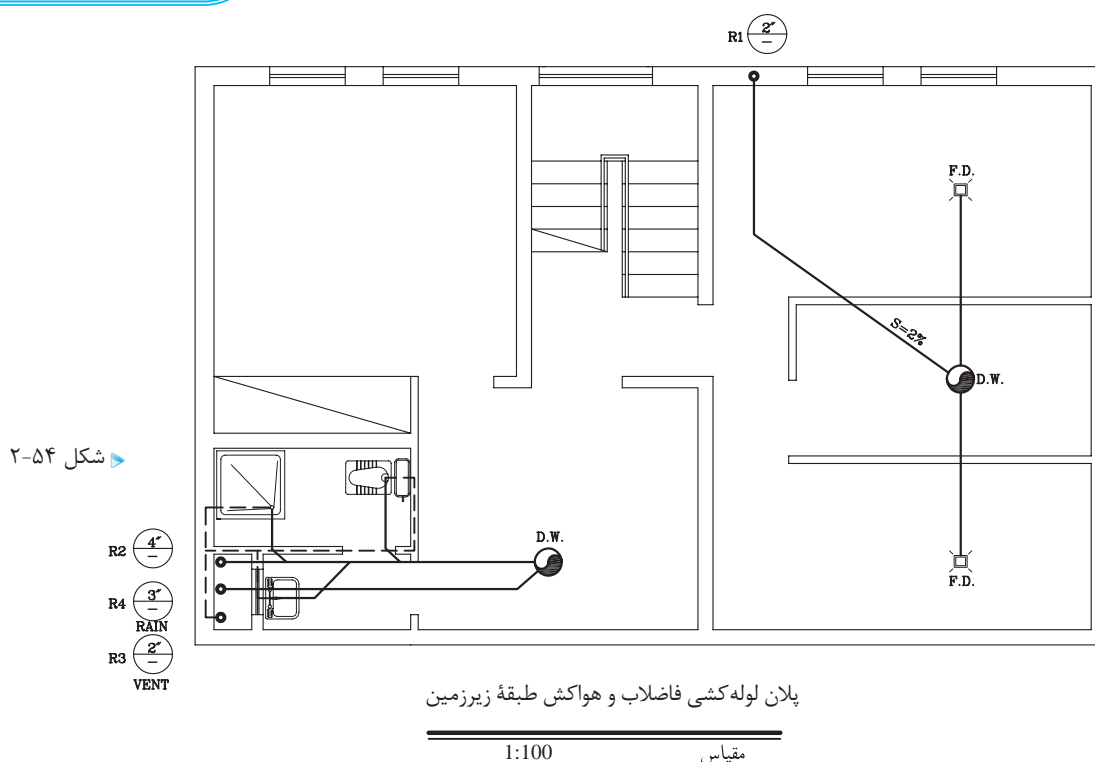 R1 2" –
F.D.
S=2%
D.W.
شکل ۵۴-۲
D.W.
F.D.
R2 4" –
R4 3" –
RAIN
R3 2" –
VENT
پلان لوله‌کشی فاضلاب و هواکش طبقهٔ زیرزمین
مقیاس 1:100